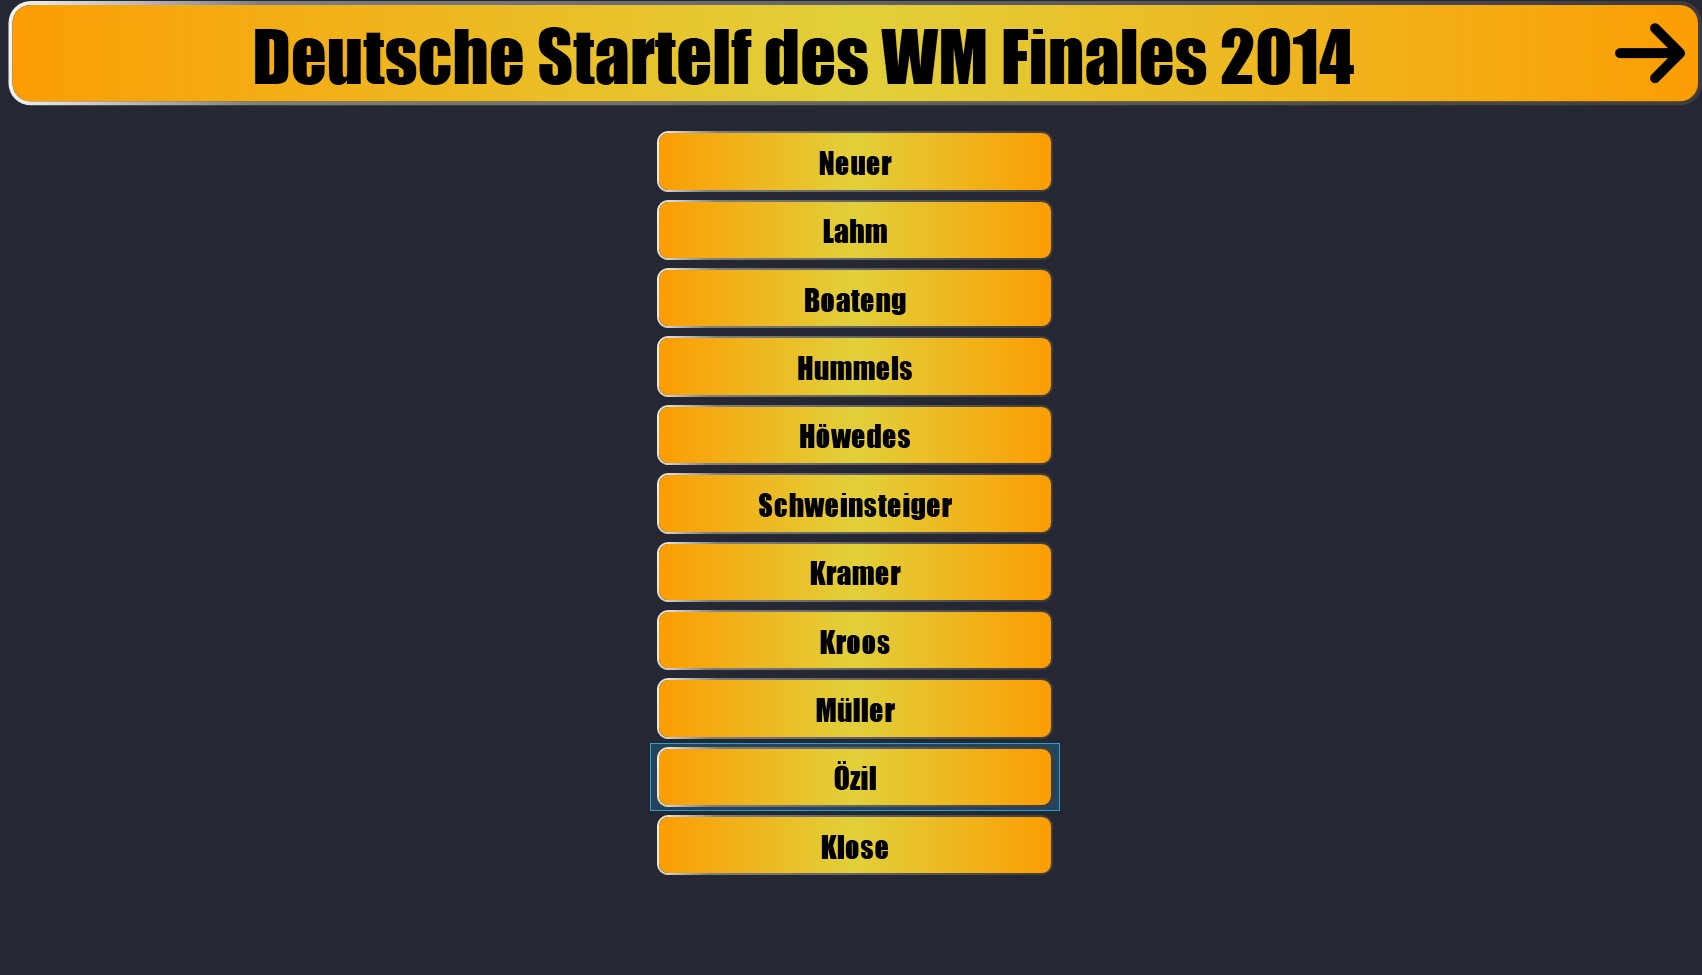 Deutsche Startelf des WM Finales 2014
Neuer
Lahm
Boateng
Hummels
Höwedes
Schweinsteiger
Kramer
Kroos
Müller
Özil
Klose